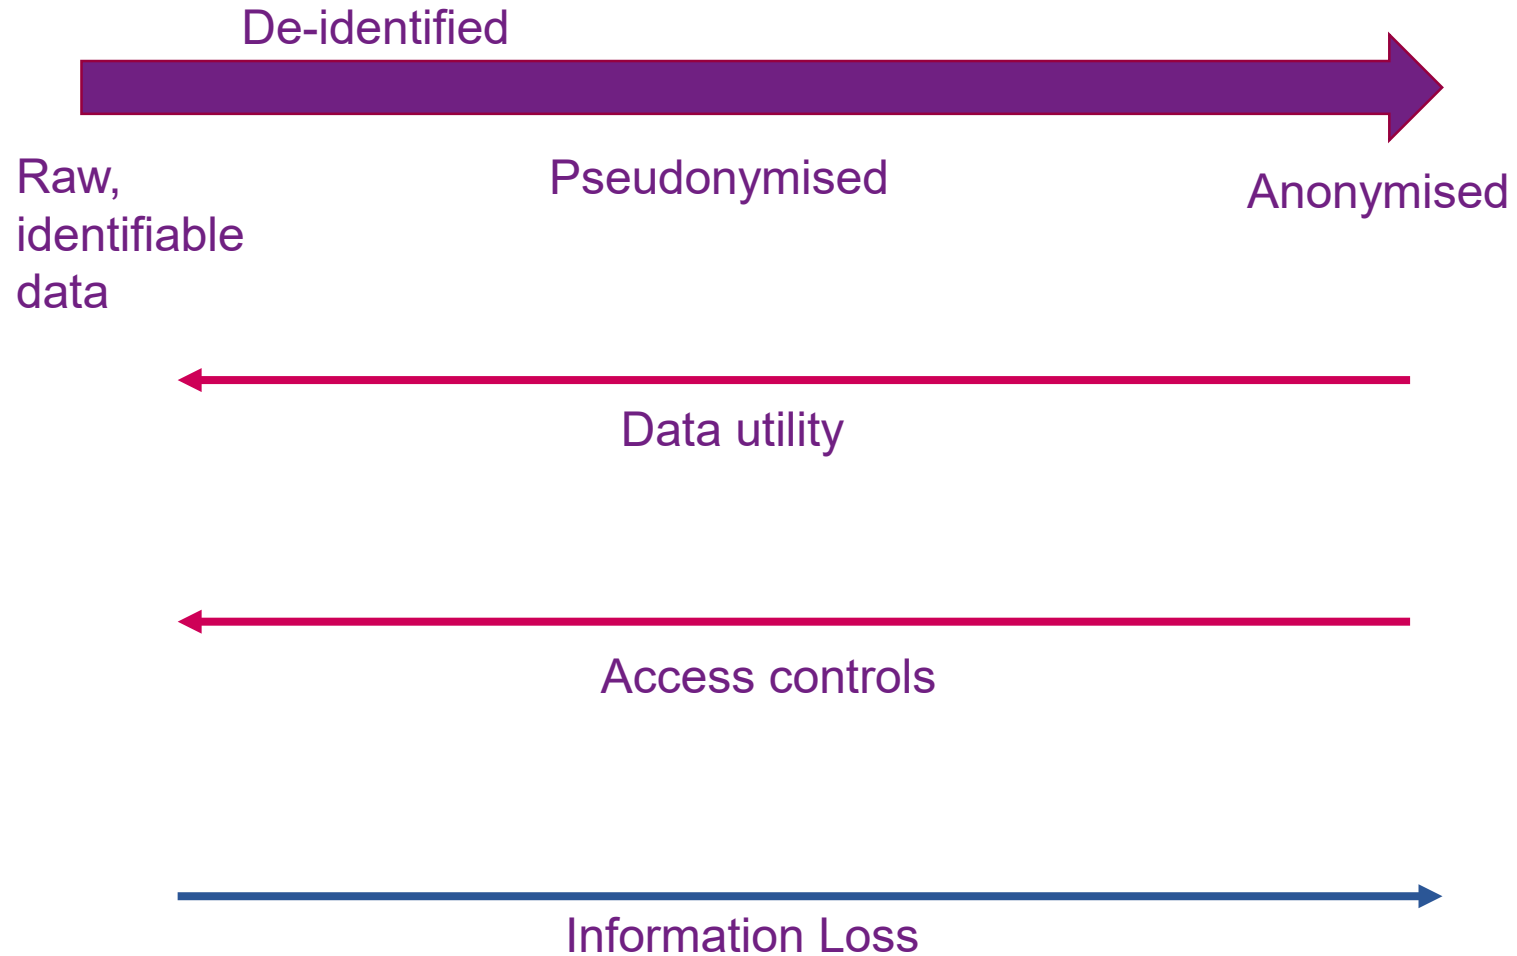 De-identified
Raw,
identifiable
data
Pseudonymised
Anonymised
Data utility
Access controls
Information Loss